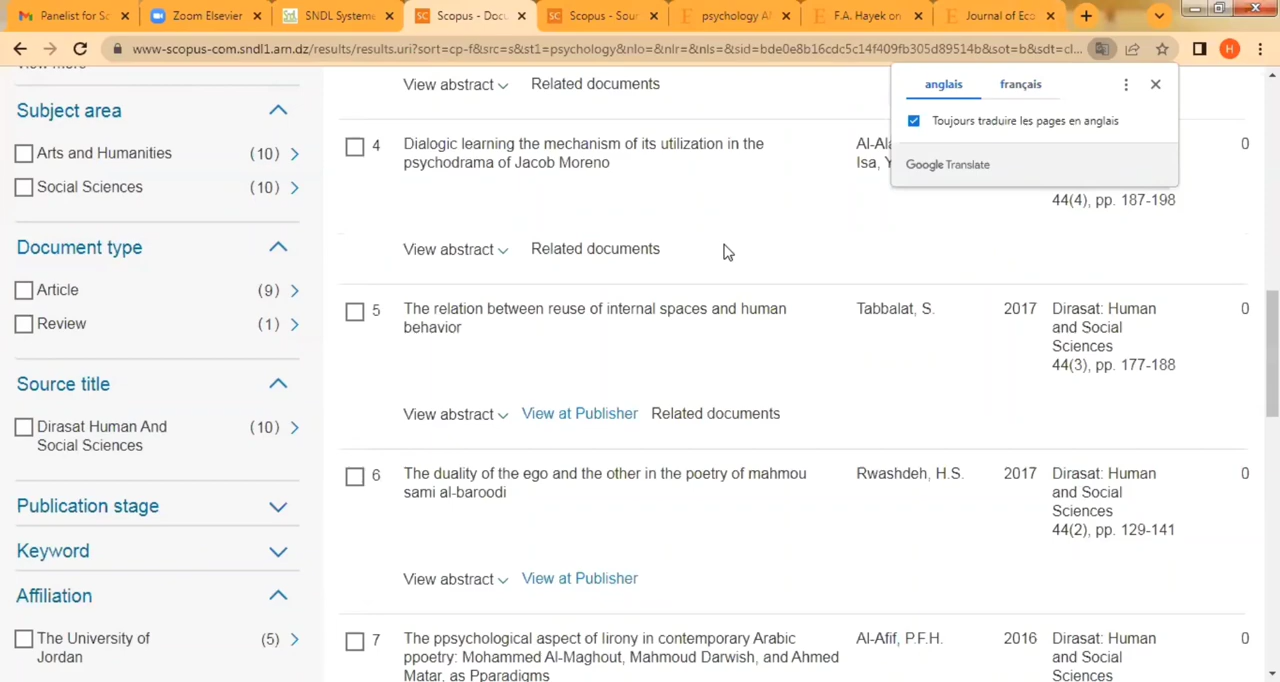 Panelist for Sc
Zoom Elsevier
SNDL Systeme
Scopus - Docu
Scopus - Sour
psychology Al
F.A. Hayek on
Journal of Eco
www-scopus-com.sndl1.arn.dz/results/results.uri?sort=cp-f&src=s&st1=psychology&nlo=&nlr=&nls=&sid=bde0e8b16cdc5c14f409fb305d89514b&sot=b&sdt=cl...
H
anglais
français
Toujours traduire les pages en anglais
Google Translate
Subject area
Arts and Humanities (10)
Social Sciences (10)
Document type
Article (9)
Review (1)
Source title
Dirasat Human And (10)
Social Sciences
Publication stage
Keyword
Affiliation
The University of (5)
Jordan
View abstract Related documents
4 Dialogic learning the mechanism of its utilization in the 0
psychodrama of Jacob Moreno Isa, Y
44(4), pp. 187-198
View abstract Related documents
5 The relation between reuse of internal spaces and human Tabbalat, S. 2017 Dirasat: Human 0
behavior and Social
Sciences
44(3), pp. 177-188
View abstract View at Publisher Related documents
6 The duality of the ego and the other in the poetry of mahmou Rwashdeh, H.S. 2017 Dirasat: Human 0
sami al-baroodi and Social
Sciences
44(2), pp. 129-141
View abstract View at Publisher
7 The ppsychological aspect of lirony in contemporary Arabic Al-Afif, P.F.H. 2016 Dirasat: Human 0
ppoetry: Mohammed Al-Maghout, Mahmoud Darwish, and Ahmed and Social
Matar, as Pparadigms Sciences